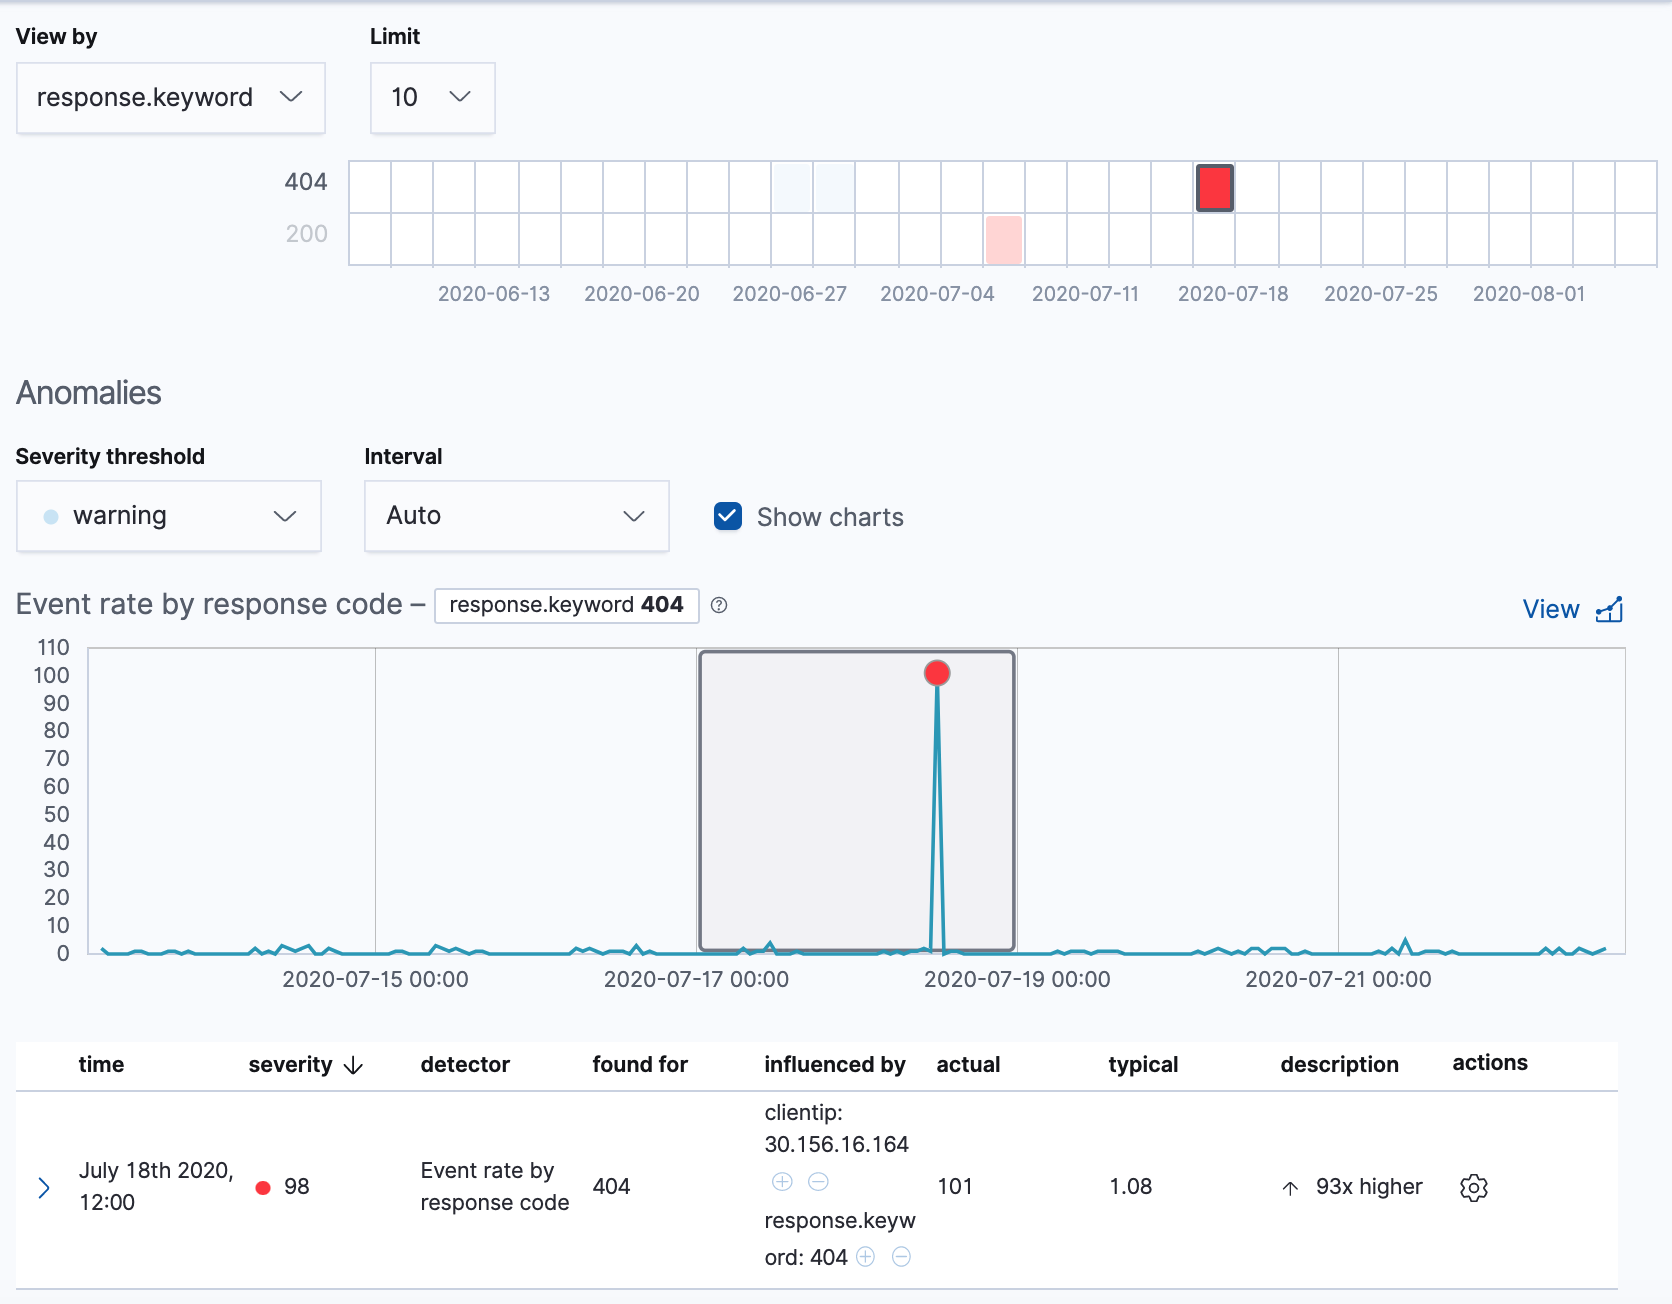 View by
Limit
response.keyword
10
404
200
2020-06-13 2020-06-20 2020-06-27 2020-07-04 2020-07-11 2020-07-18 2020-07-25 2020-08-01
Anomalies
Severity threshold
Interval
warning
Auto
Show charts
Event rate by response code – response.keyword 404
View
110
100
90
80
70
60
50
40
30
20
10
0
2020-07-15 00:00 2020-07-17 00:00 2020-07-19 00:00 2020-07-21 00:00
time severity detector found for influenced by actual typical description actions
July 18th 2020,
12:00
98
Event rate by
response code
404
clientip:
30.156.16.164
response.keyw
ord: 404
101
1.08
93x higher